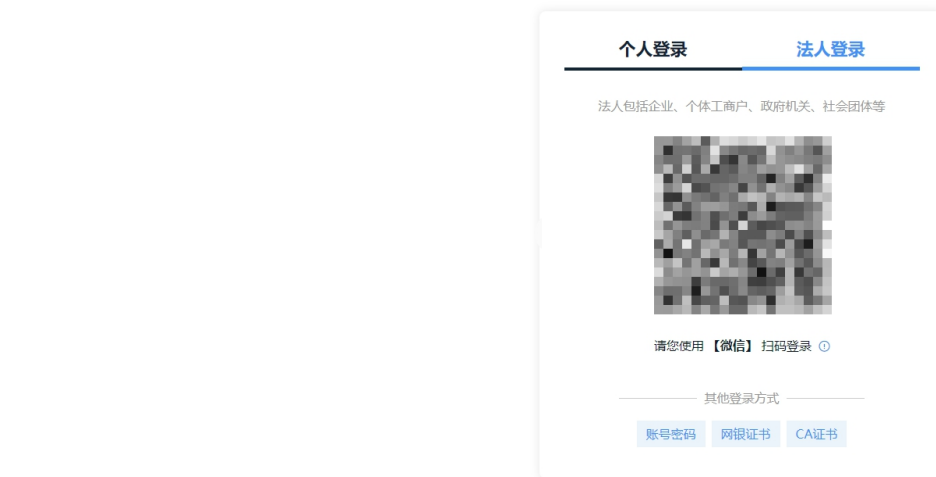 个人登录 法人登录
法人包括企业、个体工商户、政府机关、社会团体等
请您使用【微信】扫码登录
其他登录方式
账号密码 网银证书 CA证书